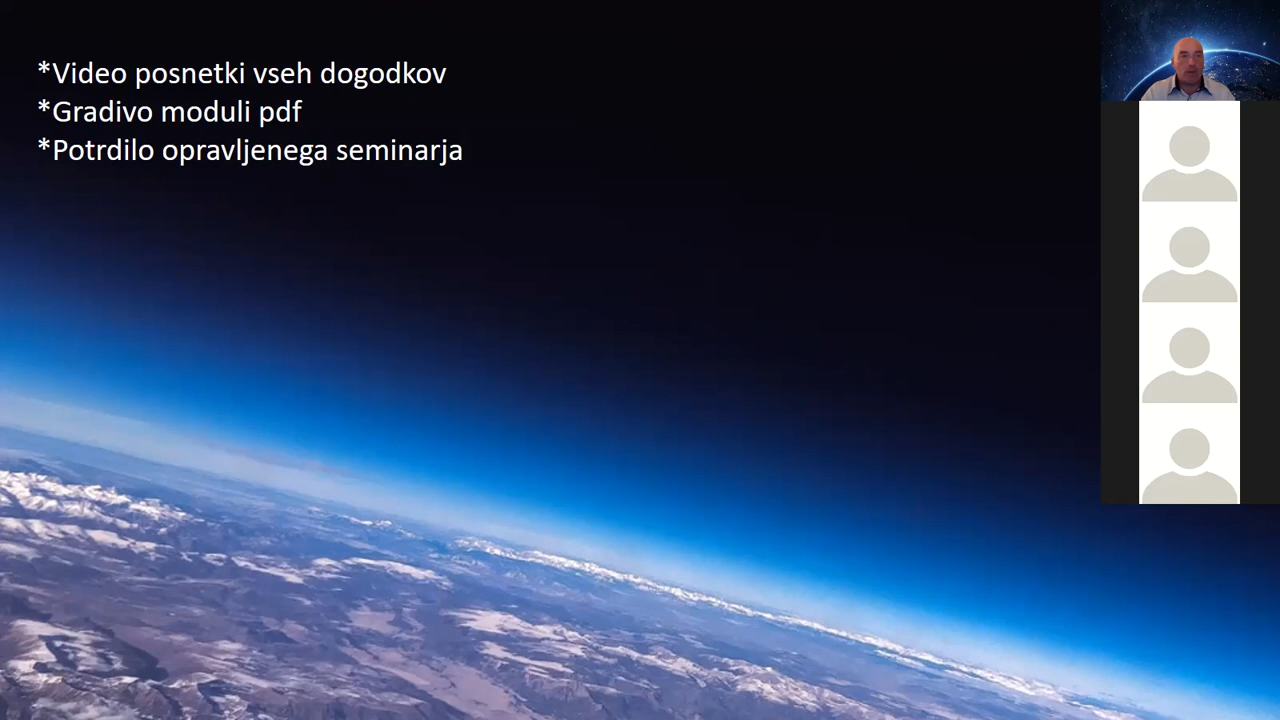 *Video posnetki vseh dogodkov
*Gradivo moduli pdf
*Potrdilo opravljenega seminarja